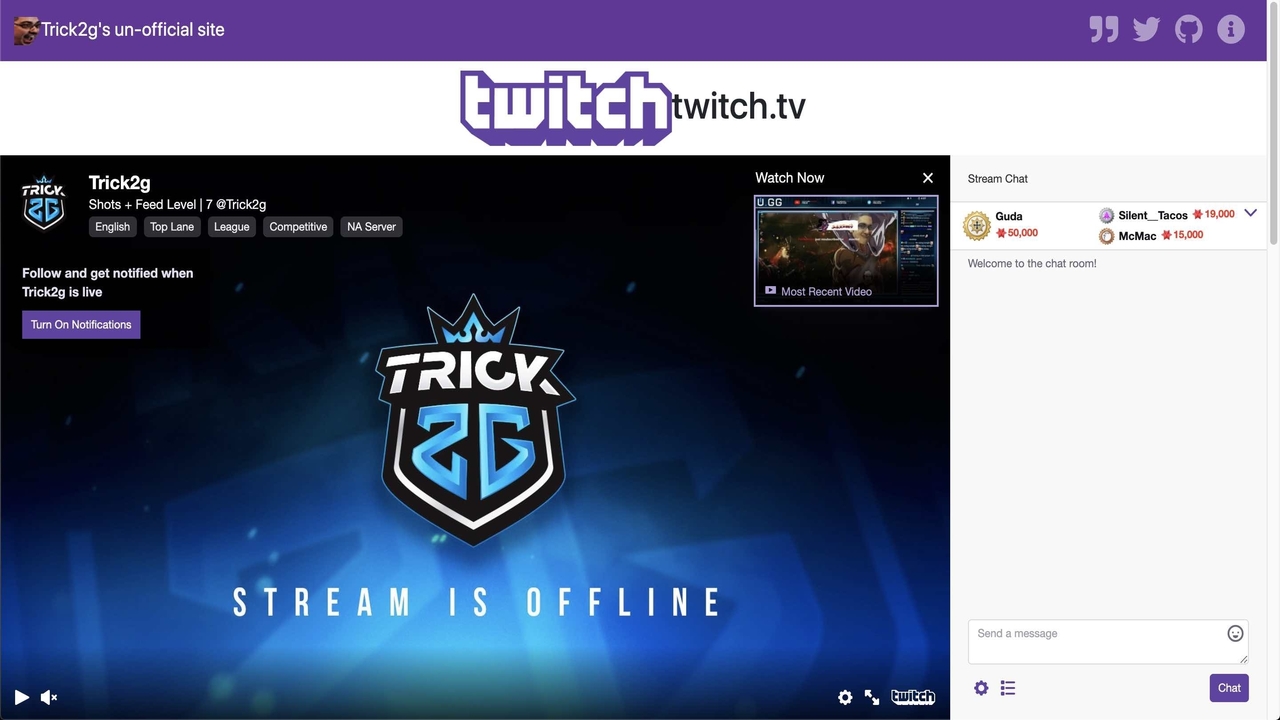 Trick2g's un-official site
twitch twitch.tv
Trick2g
Shots + Feed Level | 7 @Trick2g
English Top Lane League Competitive NA Server
Follow and get notified when
Trick2g is live
Turn On Notifications
Watch Now
U.GG
Most Recent Video
TRICK
2G
TRICK
2G
STREAM IS OFFLINE
twitch
Stream Chat
Guda
50,000
Silent__Tacos 19,000
McMac 15,000
Welcome to the chat room!
Send a message
Chat